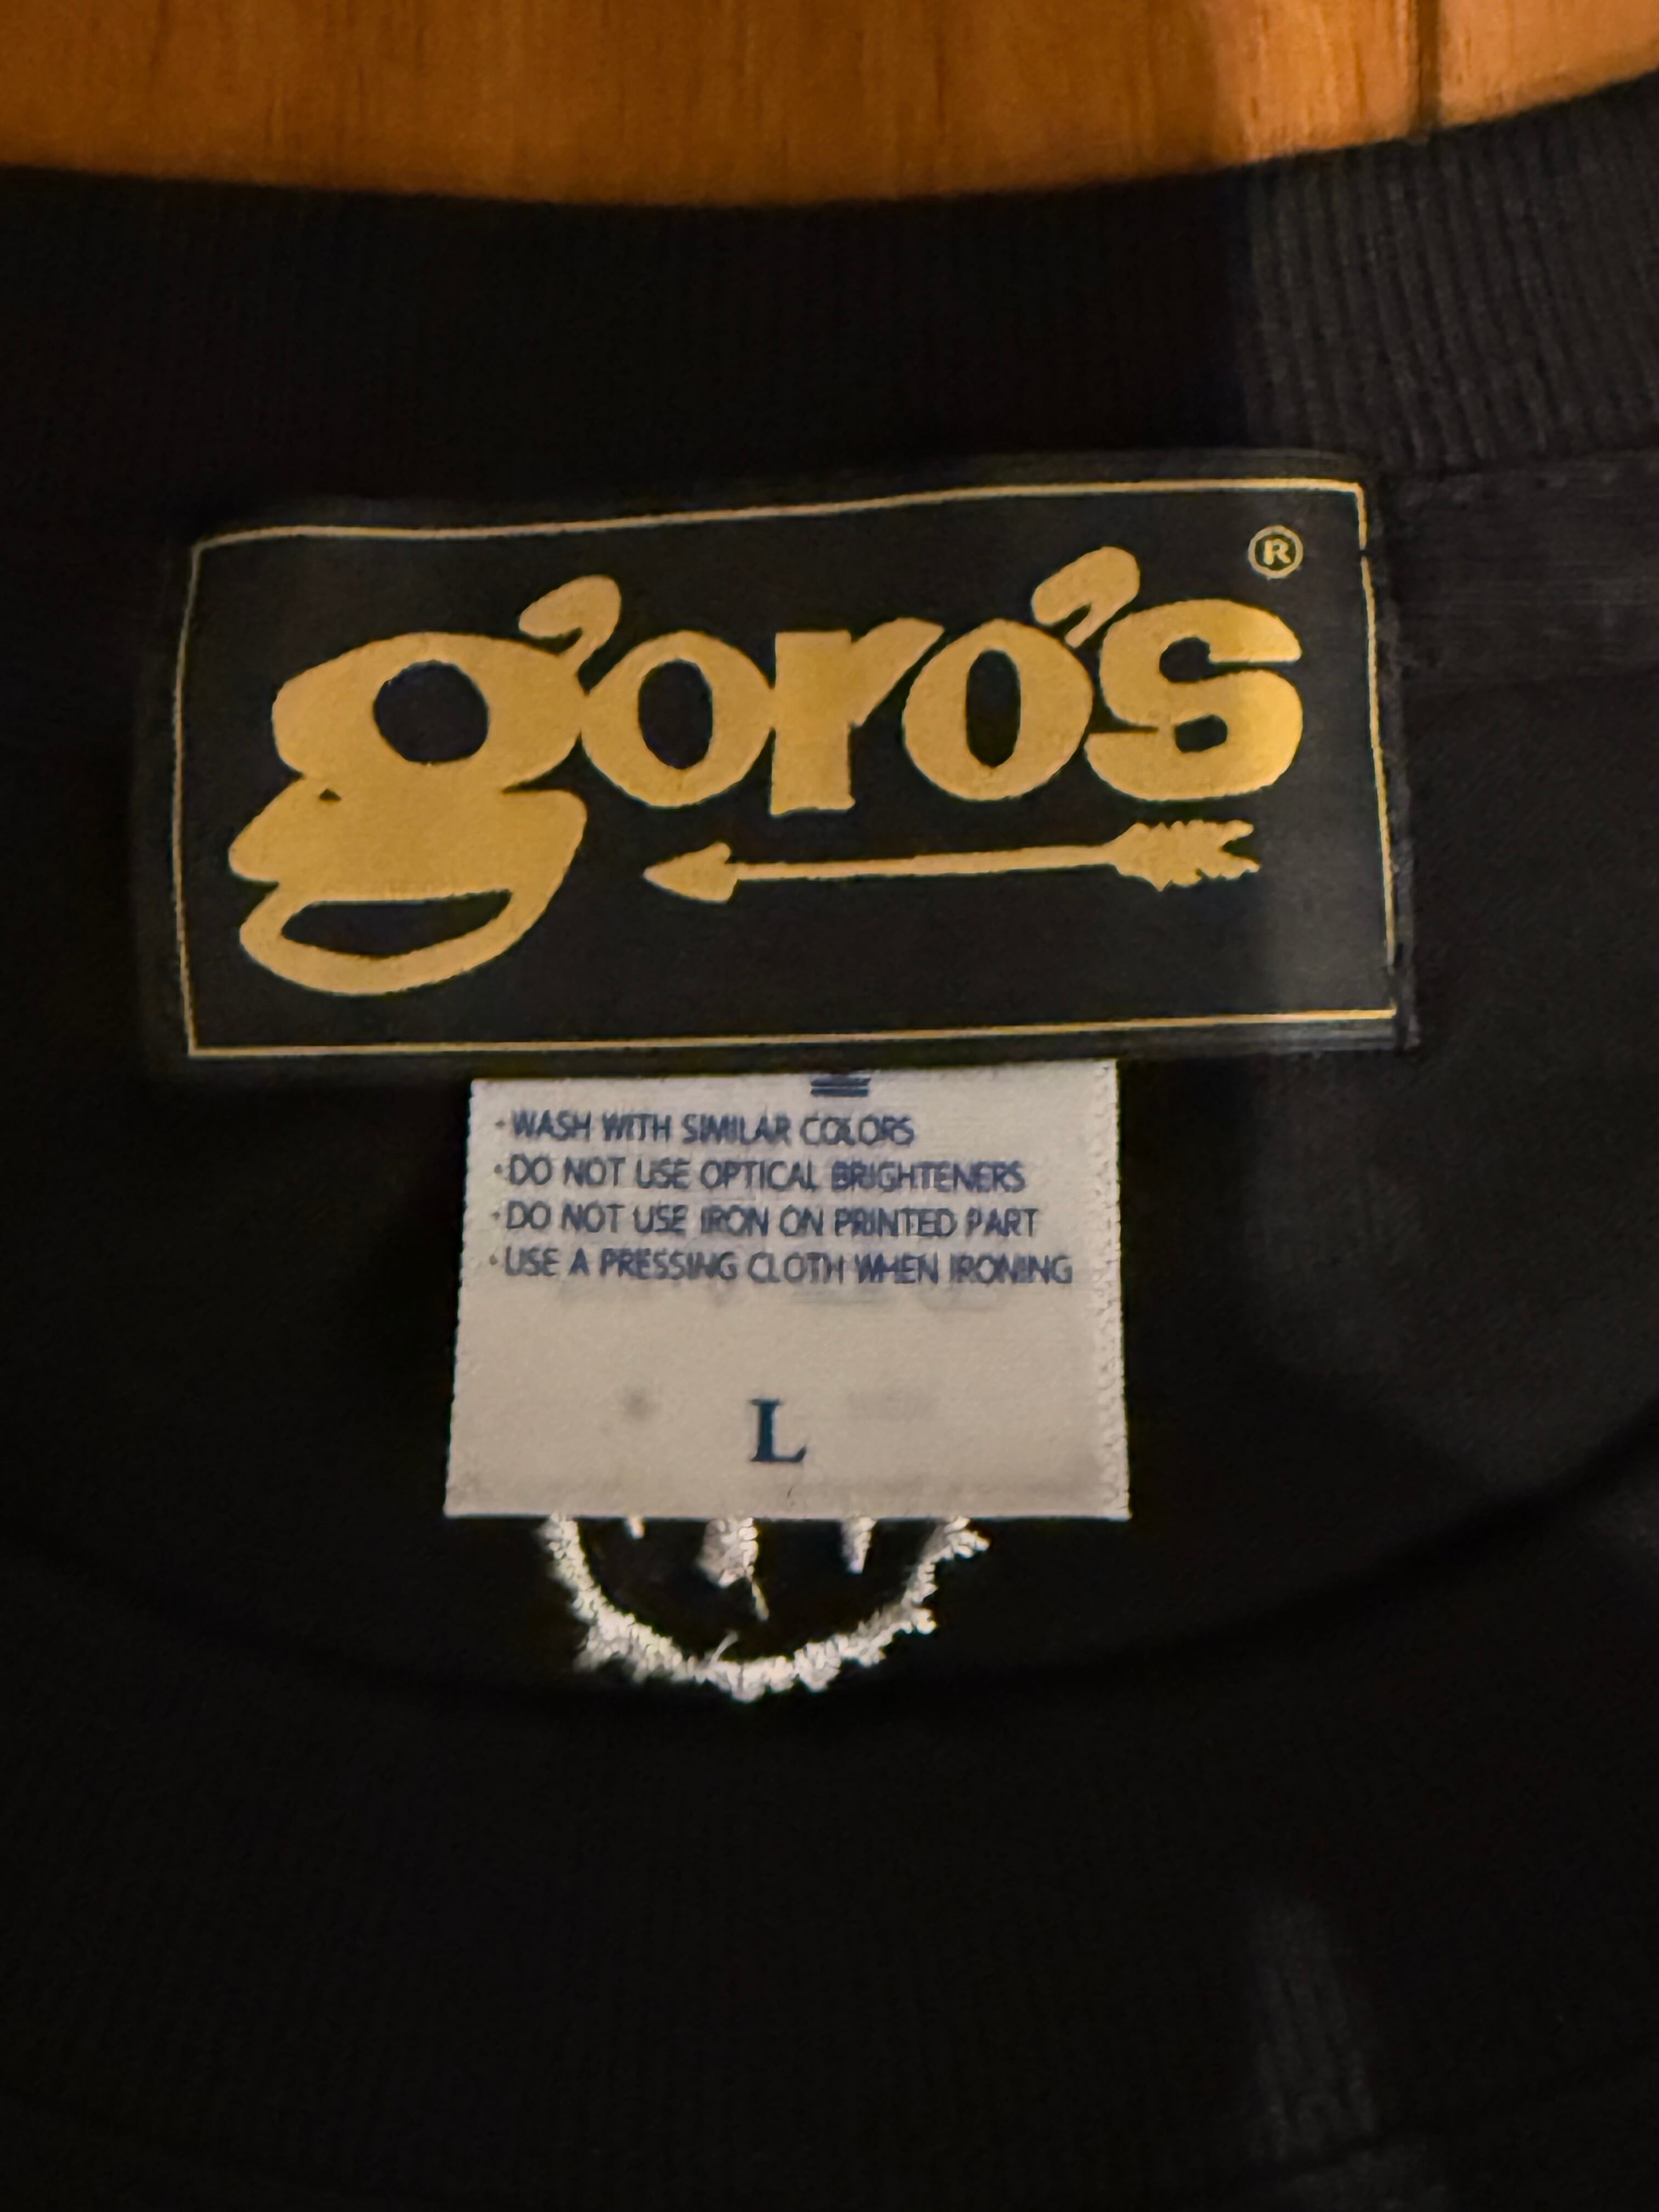 goro's ®
・WASH WITH SIMILAR COLORS
・DO NOT USE OPTICAL BRIGHTENERS
・DO NOT USE IRON ON PRINTED PART
・USE A PRESSING CLOTH WHEN IRONING
L